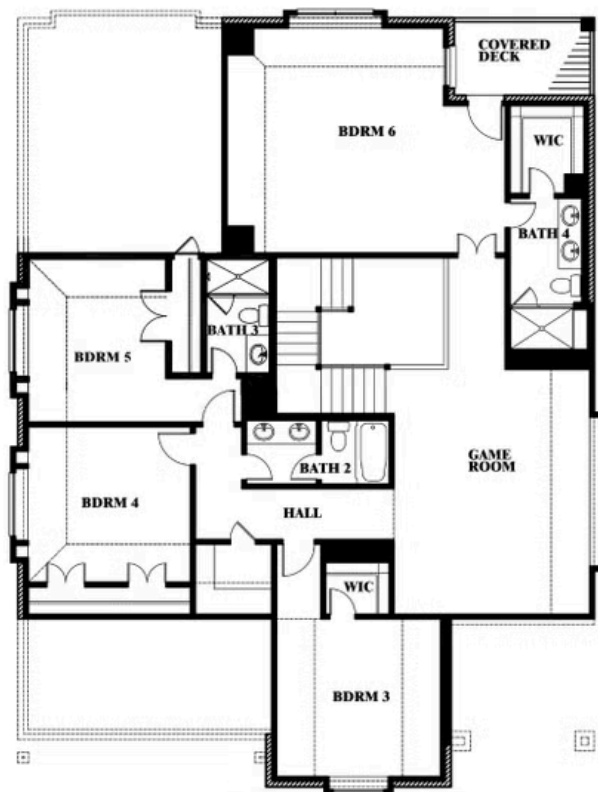 COVERED
DECK
BDRM 6
WIC
BATH 4
BATH 3
BDRM 5
GAME
ROOM
BATH 2
BDRM 4
HALL
WIC
BDRM 3